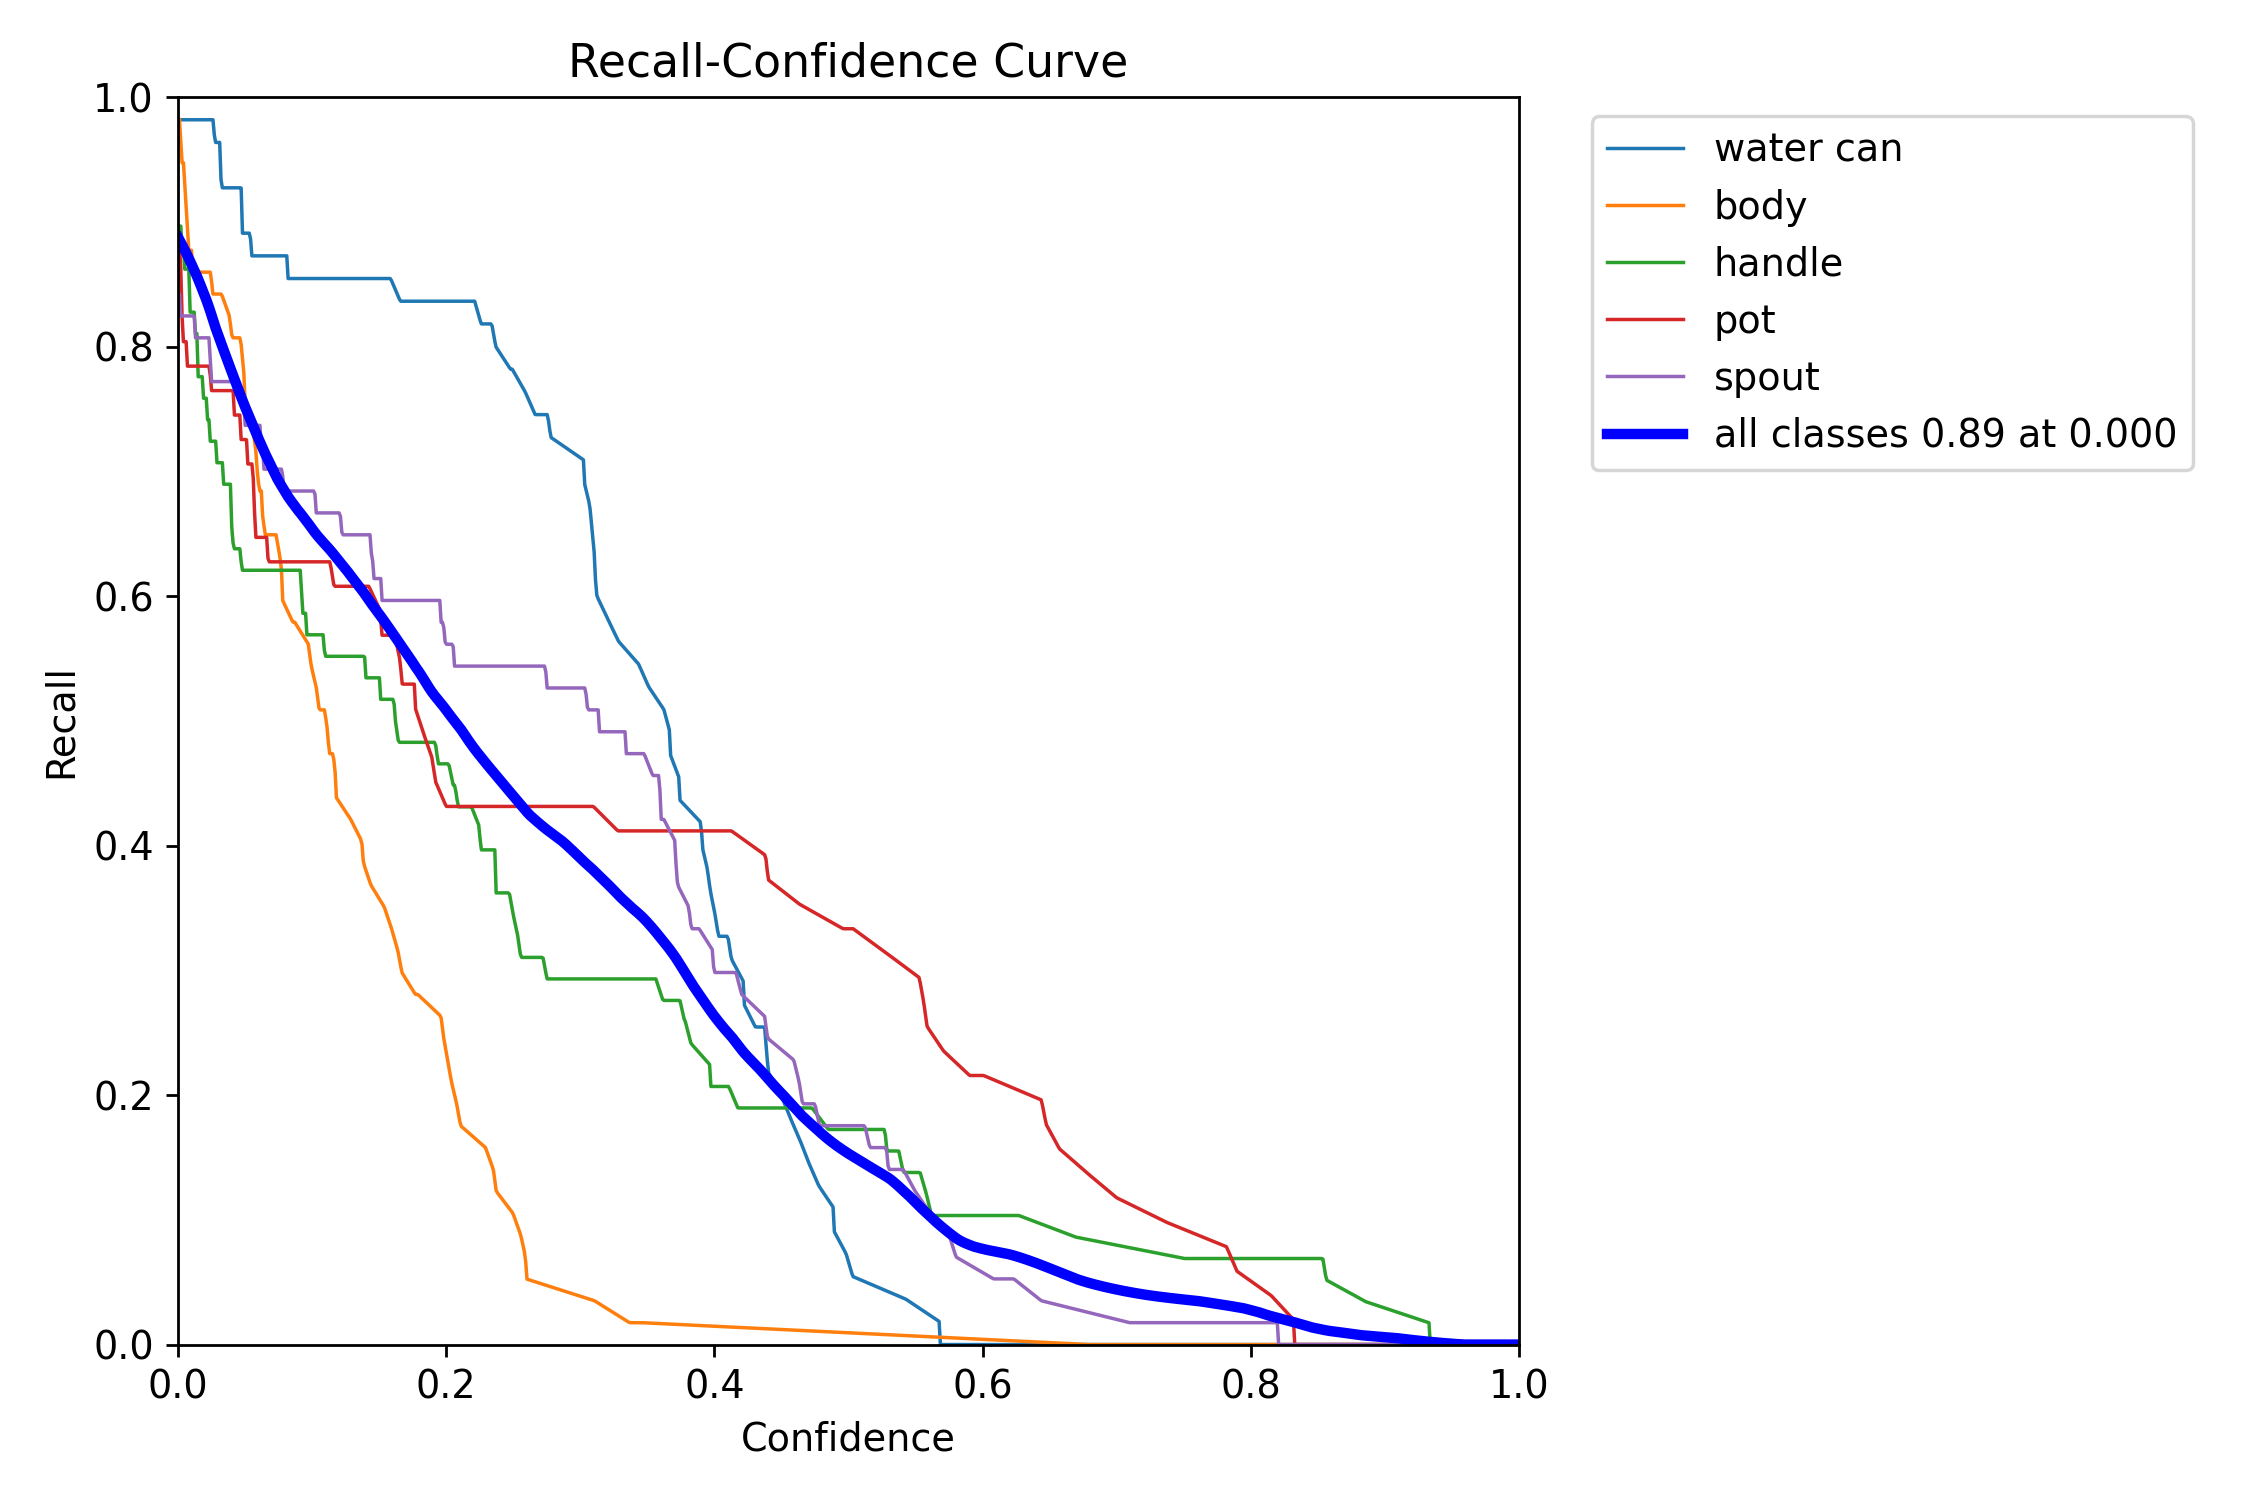 Recall-Confidence Curve
1.0
0.8
0.6
0.4
0.2
0.0
Recall
0.0 0.2 0.4 0.6 0.8 1.0
Confidence
water can
body
handle
pot
spout
all classes 0.89 at 0.000